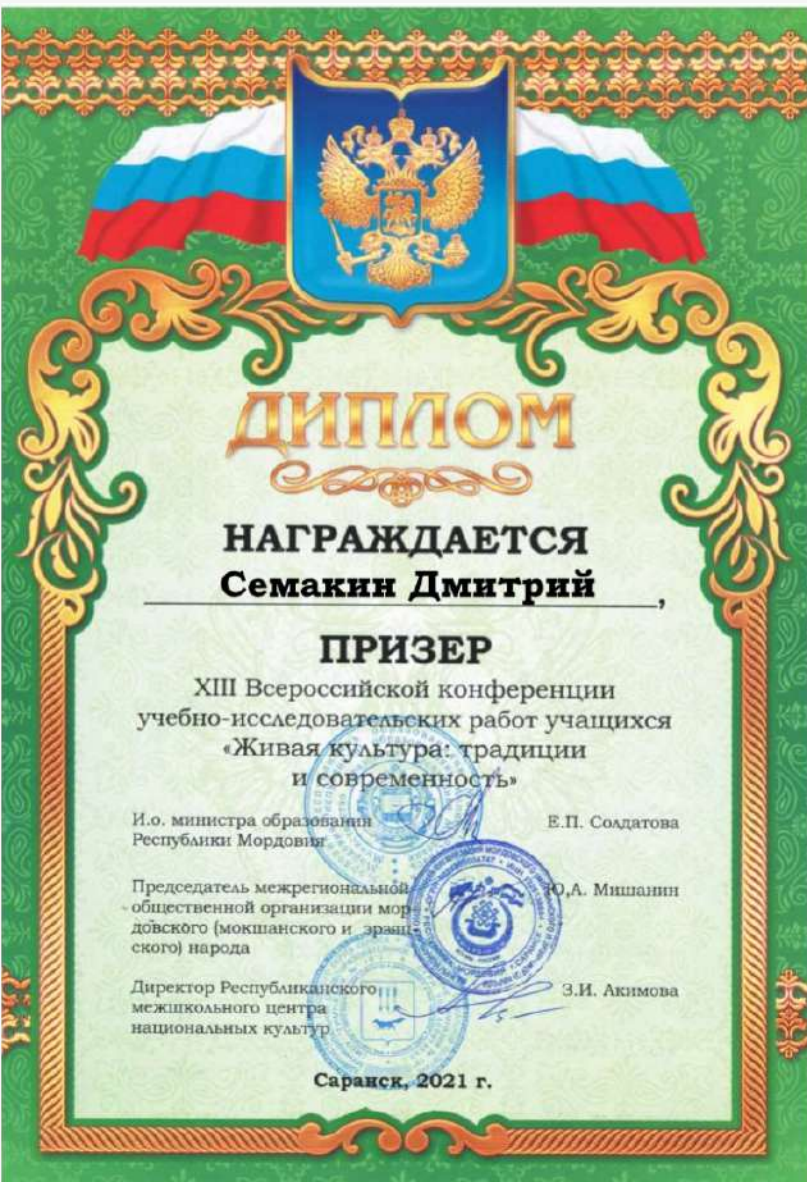 ДИПЛОМ
НАГРАЖДАЕТСЯ
Семакин Дмитрий,
ПРИЗЕР
XIII Всероссийской конференции
учебно-исследовательских работ учащихся
«Живая культура: традиции
и современность»
И.о. министра образования
Республики Мордовия
Е.П. Солдатова
Председатель межрегиональной
общественной организации мор-
довского (мокшанского и эрзян-
ского) народа
Ю,А. Мишанин
Директор Республиканского
межшкольного центра
национальных культур
З.И. Акимова
Саранск, 2021 г.